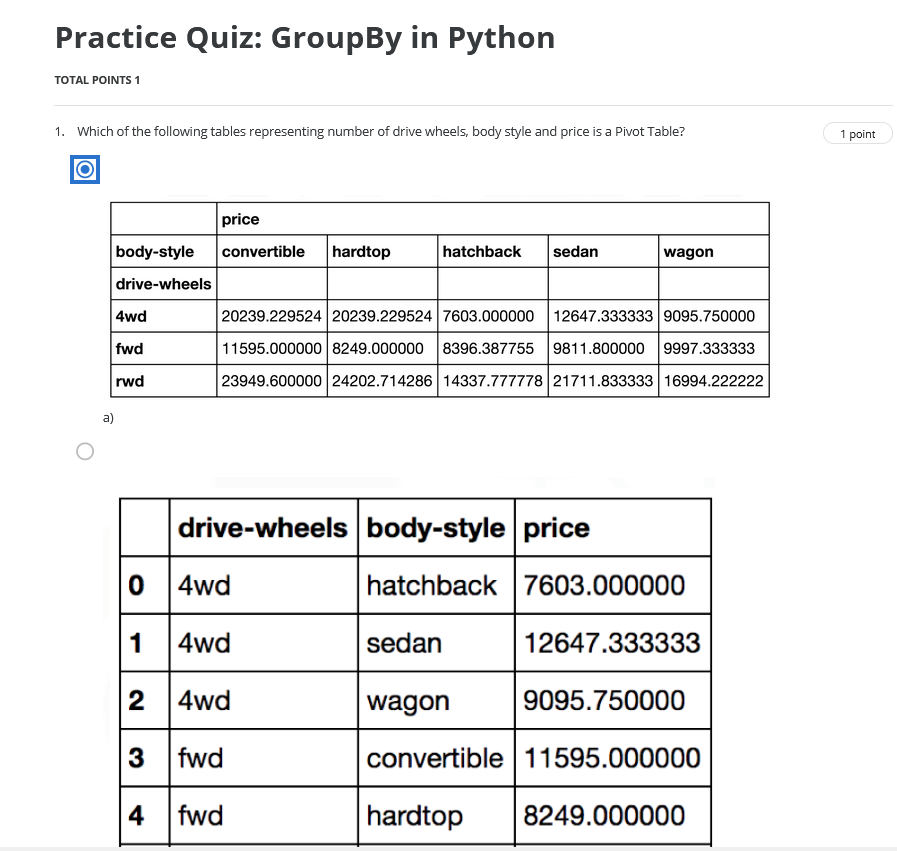 Practice Quiz: GroupBy in Python
TOTAL POINTS 1
1. Which of the following tables representing number of drive wheels, body style and price is a Pivot Table?
1 point
price
body-style convertible hardtop hatchback sedan wagon
drive-wheels
4wd 20239.229524 20239.229524 7603.000000 12647.333333 9095.750000
fwd 11595.000000 8249.000000 8396.387755 9811.800000 9997.333333
rwd 23949.600000 24202.714286 14337.777778 21711.833333 16994.222222
a)
drive-wheels body-style price
0 4wd hatchback 7603.000000
1 4wd sedan 12647.333333
2 4wd wagon 9095.750000
3 fwd convertible 11595.000000
4 fwd hardtop 8249.000000